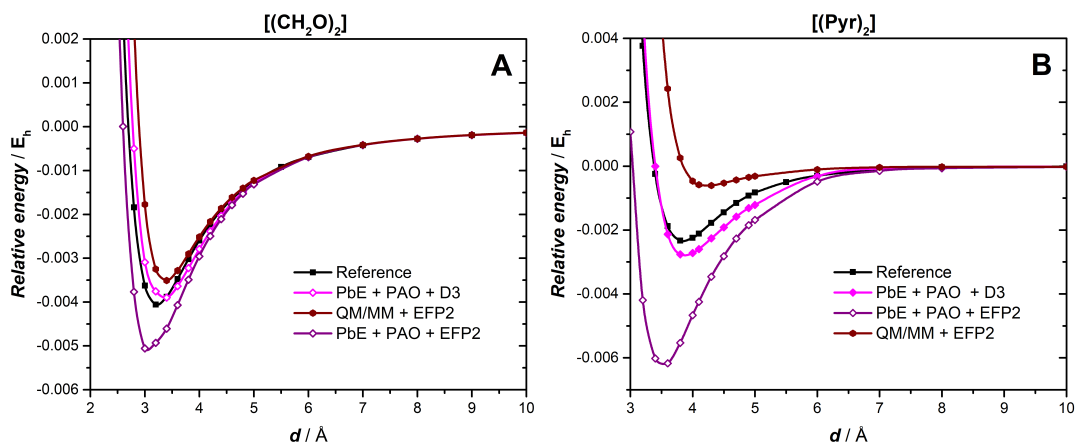 [(CH₂O)₂]
A
Relative energy / Eₕ
0.002
0.001
0.000
-0.001
-0.002
-0.003
-0.004
-0.005
-0.006
Reference
PbE + PAO + D3
QM/MM + EFP2
PbE + PAO + EFP2
2 3 4 5 6 7 8 9 10
d / Å
[(Pyr)₂]
B
Relative energy / Eₕ
0.004
0.002
0.000
-0.002
-0.004
-0.006
Reference
PbE + PAO + D3
PbE + PAO + EFP2
QM/MM + EFP2
3 4 5 6 7 8 9 10
d / Å